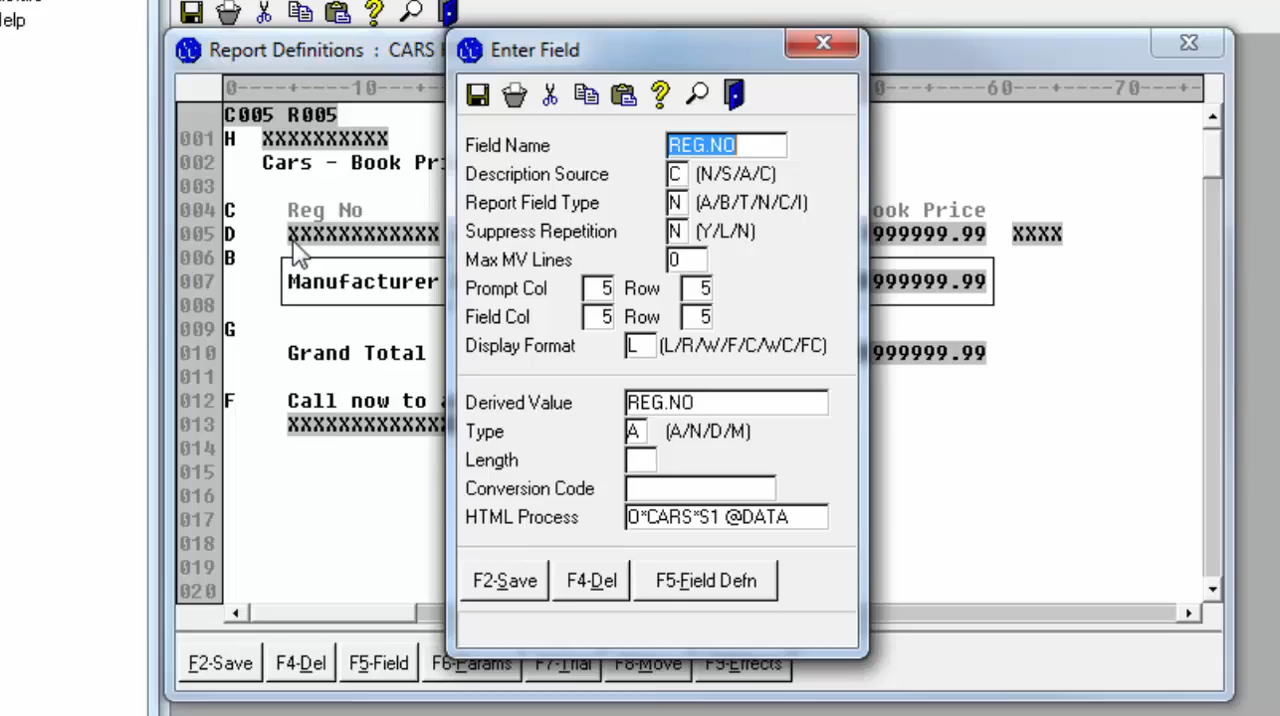 Help
Report Definitions : CARS
Enter Field
0----+----10----+-
0----+----60----+----70----+-
C005 R005
001 H XXXXXXXXXX
002 Cars - Book Pri
003
004 C Reg No
ook Price
005 D XXXXXXXXXXXX
999999.99 XXXX
006 B
007 Manufacturer
999999.99
008
009 G
010 Grand Total
999999.99
011
012 F Call now to a
013 XXXXXXXXXXXXX
014
015
016
017
018
019
020
Field Name REG.NO
Description Source C (N/S/A/C)
Report Field Type N (A/B/T/N/C/I)
Suppress Repetition N (Y/L/N)
Max MV Lines 0
Prompt Col 5 Row 5
Field Col 5 Row 5
Display Format L (L/R/W/F/C/WC/FC)
Derived Value REG.NO
Type A (A/N/D/M)
Length
Conversion Code
HTML Process O*CARS*S1 @DATA
F2-Save F4-Del F5-Field Defn
F2-Save F4-Del F5-Field F6-Params F7-Trial F8-Move F9-Effects